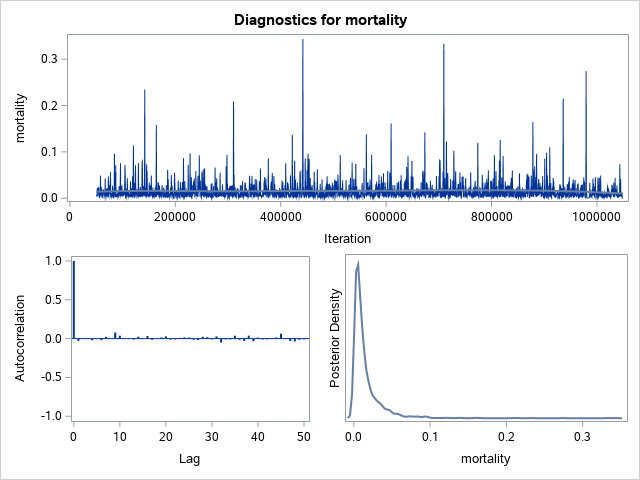 Diagnostics for mortality
mortality
0.3
0.2
0.1
0.0
0 200000 400000 600000 800000 1000000
Iteration
Autocorrelation
1.0
0.5
0.0
-0.5
-1.0
0 10 20 30 40 50
Lag
Posterior Density
0.0 0.1 0.2 0.3
mortality